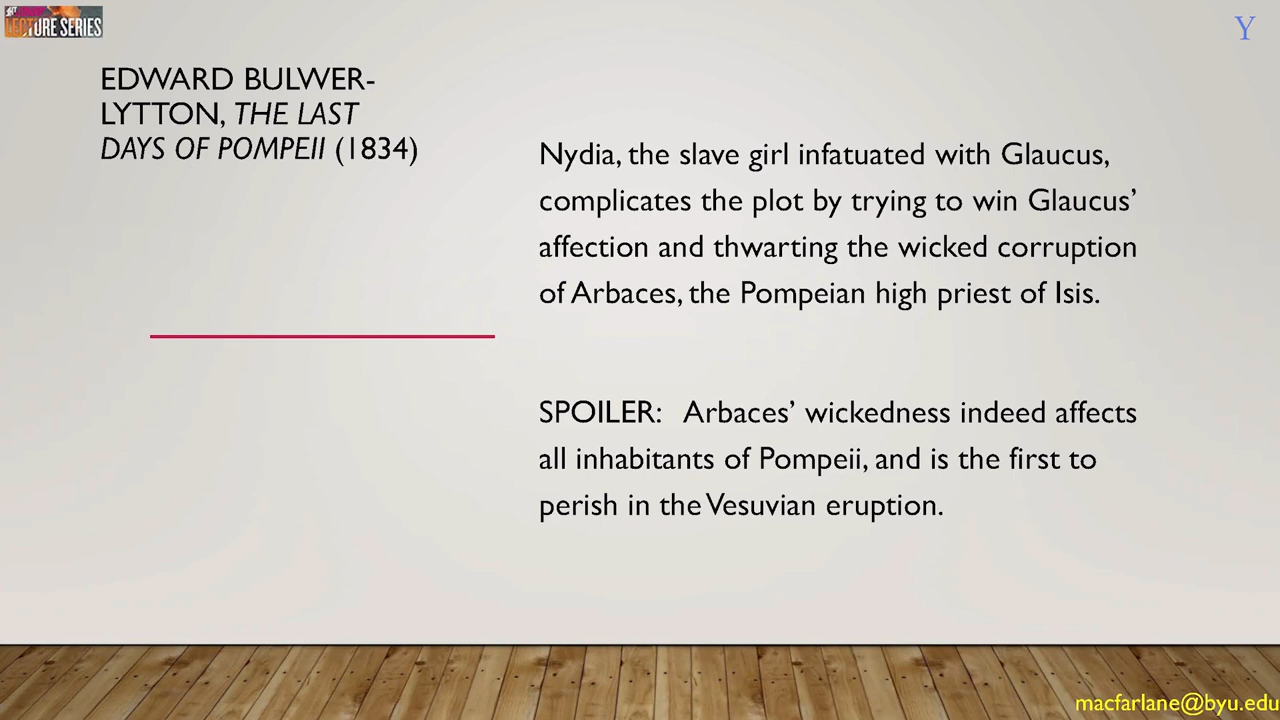 LECTURE SERIES
Y
EDWARD BULWER-
LYTTON, THE LAST
DAYS OF POMPEII (1834)
Nydia, the slave girl infatuated with Glaucus,
complicates the plot by trying to win Glaucus’
affection and thwarting the wicked corruption
of Arbaces, the Pompeian high priest of Isis.
SPOILER: Arbaces’ wickedness indeed affects
all inhabitants of Pompeii, and is the first to
perish in the Vesuvian eruption.
macfarlane@byu.edu